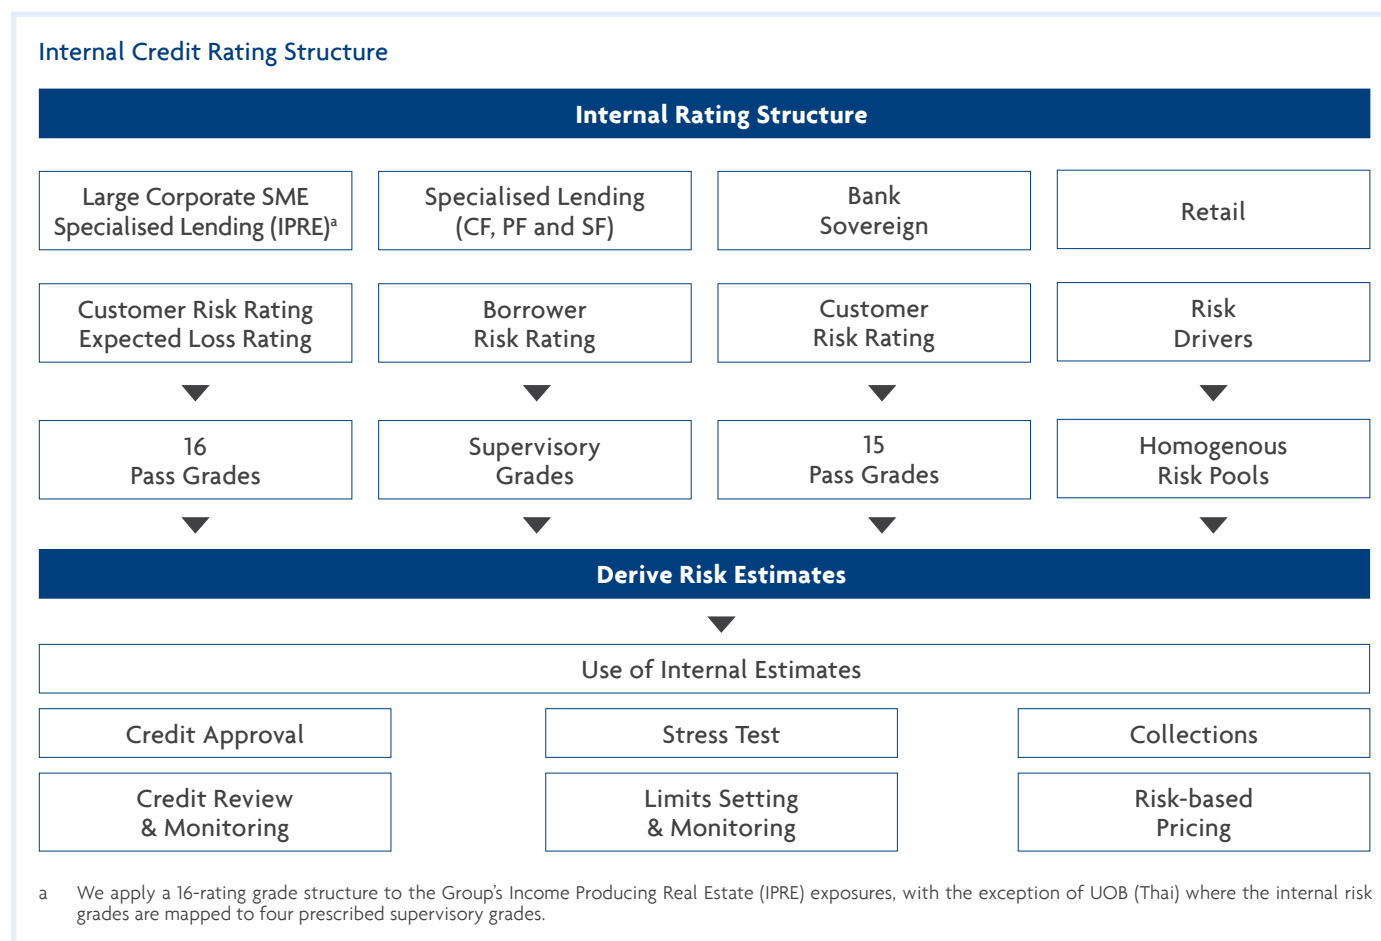 Internal Credit Rating Structure
Internal Rating Structure
Large Corporate SME
Specialised Lending (IPRE)ᵃ
Specialised Lending
(CF, PF and SF)
Bank
Sovereign
Retail
Customer Risk Rating
Expected Loss Rating
Borrower
Risk Rating
Customer
Risk Rating
Risk
Drivers
16
Pass Grades
Supervisory
Grades
15
Pass Grades
Homogenous
Risk Pools
Derive Risk Estimates
Use of Internal Estimates
Credit Approval
Stress Test
Collections
Credit Review
& Monitoring
Limits Setting
& Monitoring
Risk-based
Pricing
a We apply a 16-rating grade structure to the Group’s Income Producing Real Estate (IPRE) exposures, with the exception of UOB (Thai) where the internal risk
grades are mapped to four prescribed supervisory grades.